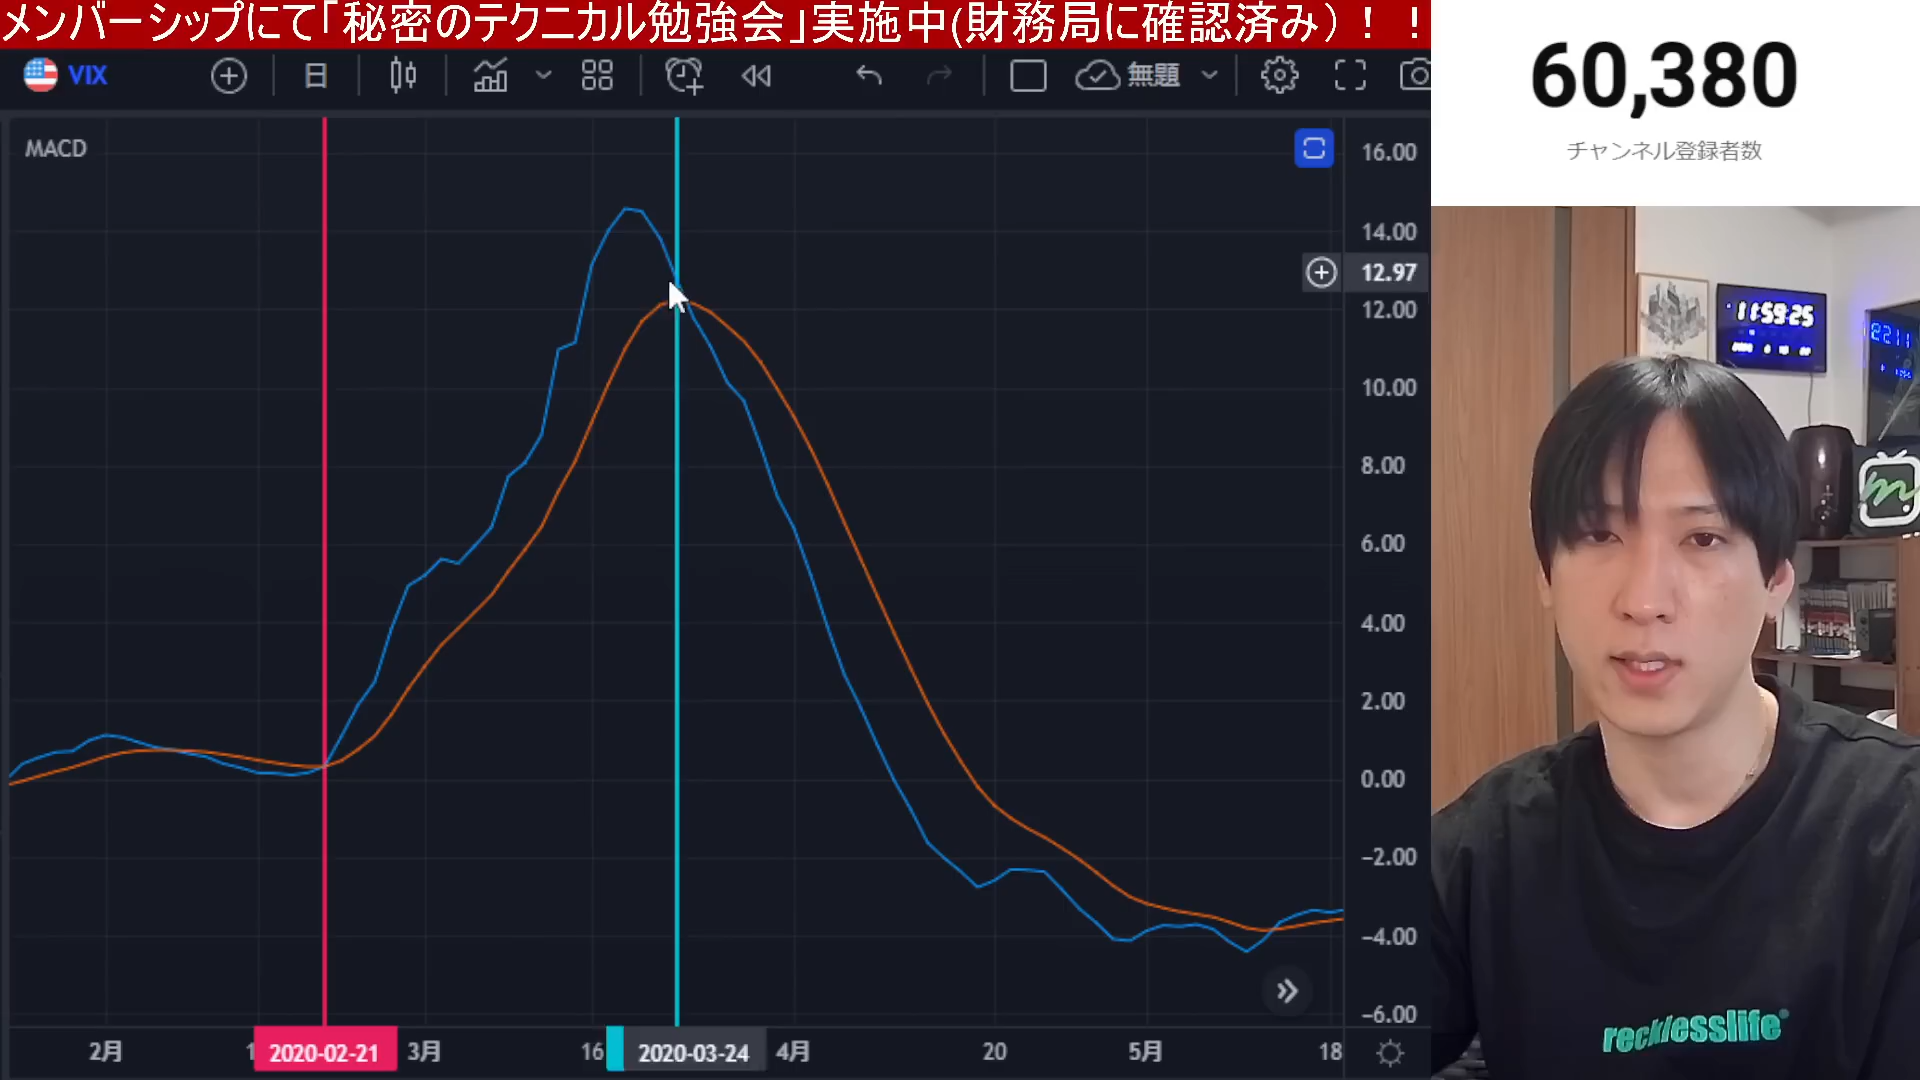 メンバーシップにて「秘密のテクニカル勉強会」実施中(財務局に確認済み）！！
VIX
日
無題
60,380
チャンネル登録者数
MACD
16.00
14.00
12.97
12.00
10.00
8.00
6.00
4.00
2.00
0.00
-2.00
-4.00
-6.00
2月
1
2020-02-21
3月
16
2020-03-24
4月
20
5月
18
11:59:25
m
recklesslife